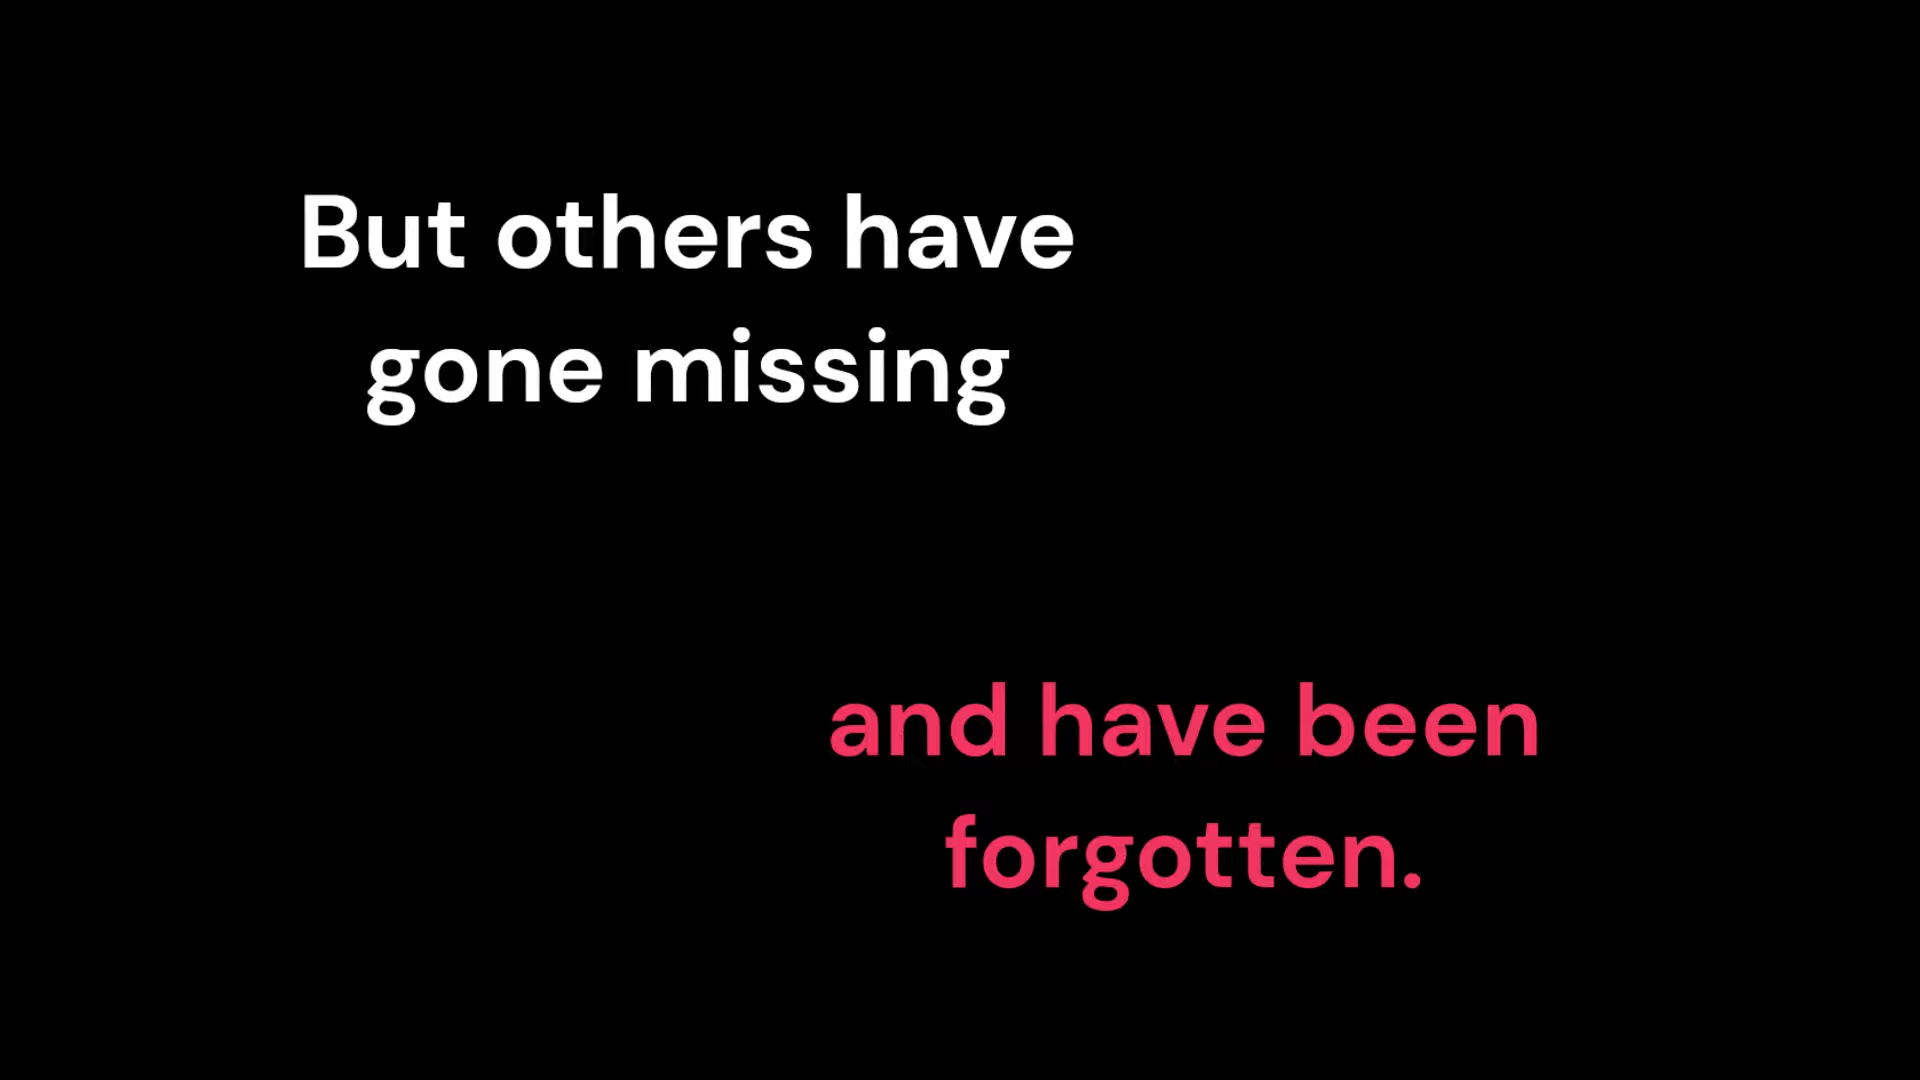 But others have
gone missing
and have been
forgotten.